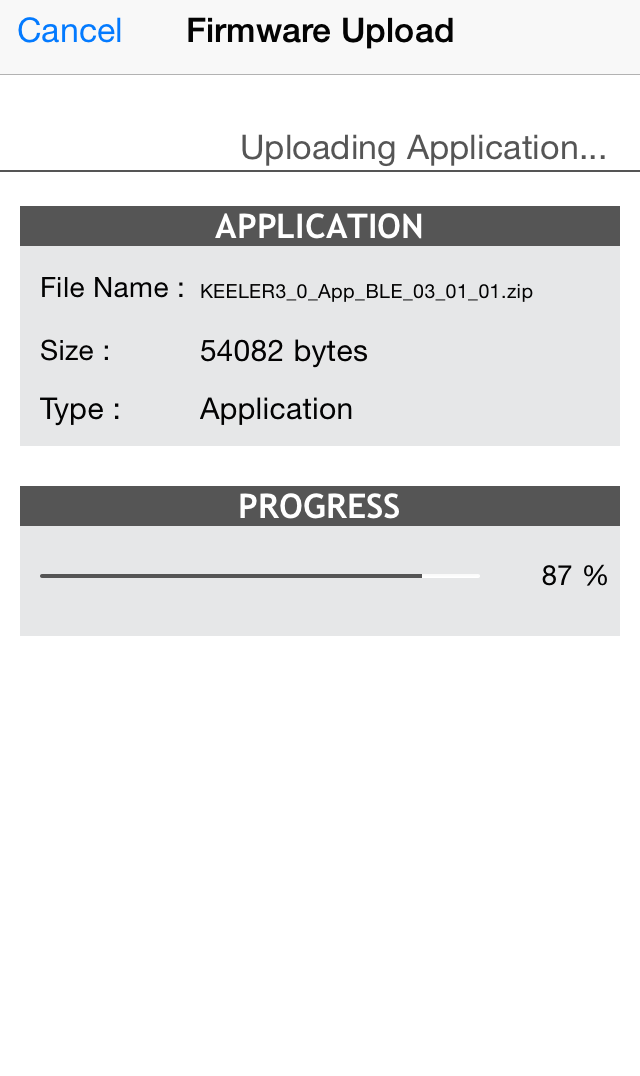 Cancel Firmware Upload
Uploading Application...
APPLICATION
File Name : KEELER3_0_App_BLE_03_01_01.zip
Size : 54082 bytes
Type : Application
PROGRESS
87 %